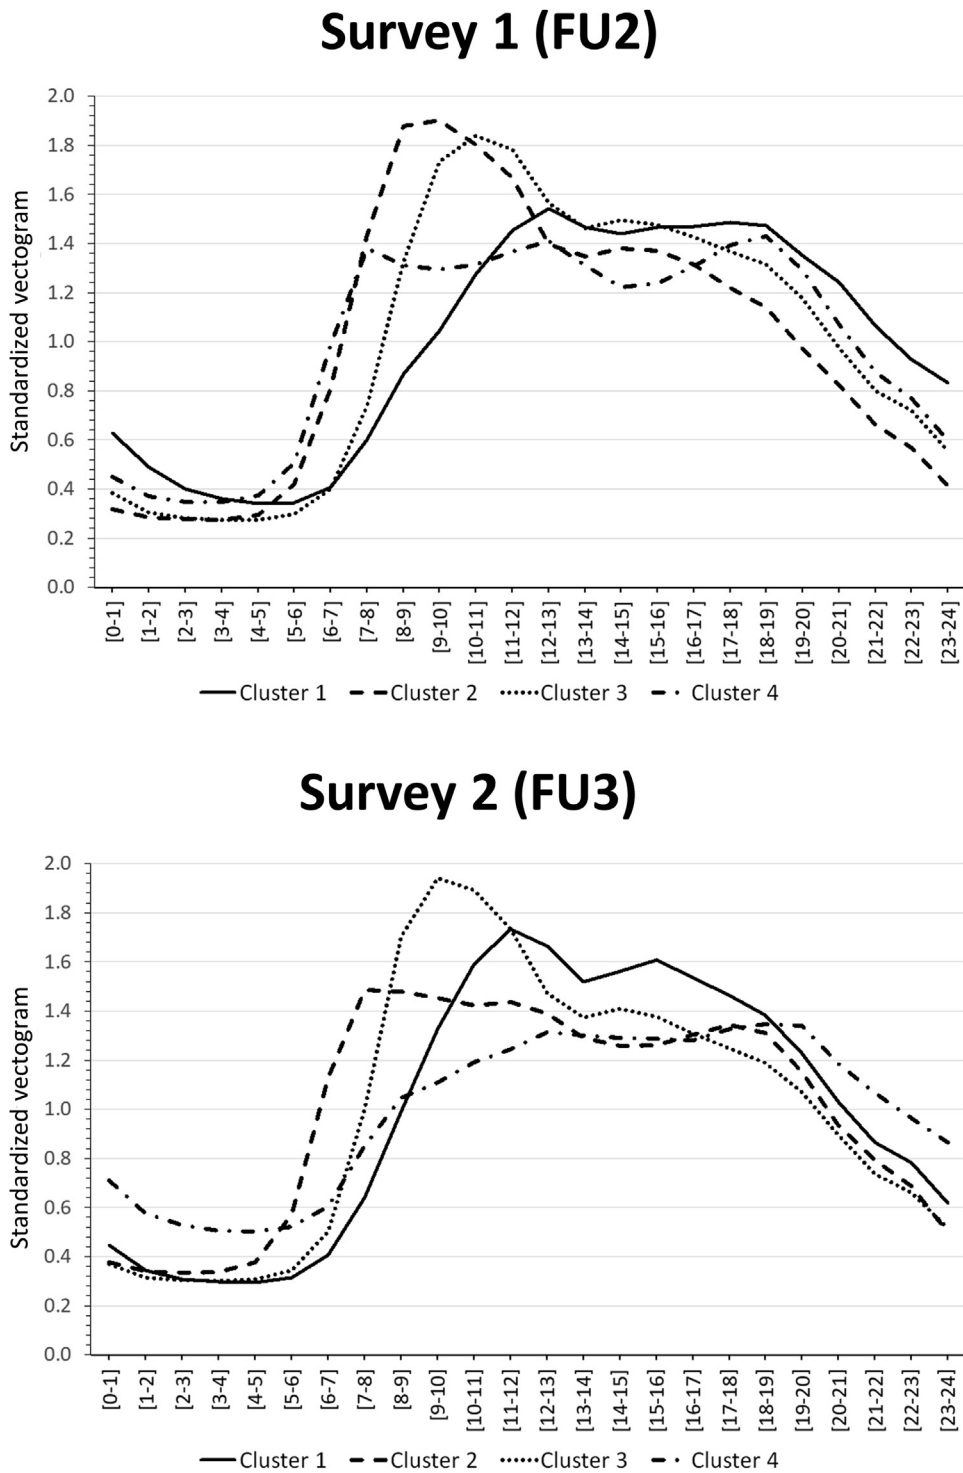 Survey 1 (FU2)
Standardized vectogram
2.0
1.8
1.6
1.4
1.2
1.0
0.8
0.6
0.4
0.2
0.0
[0-1] [1-2] [2-3] [3-4] [4-5] [5-6] [6-7] [7-8] [8-9] [9-10] [10-11] [11-12] [12-13] [13-14] [14-15] [15-16] [16-17] [17-18] [18-19] [19-20] [20-21] [21-22] [22-23] [23-24]
Cluster 1 Cluster 2 Cluster 3 Cluster 4
Survey 2 (FU3)
Standardized vectogram
2.0
1.8
1.6
1.4
1.2
1.0
0.8
0.6
0.4
0.2
0.0
[0-1] [1-2] [2-3] [3-4] [4-5] [5-6] [6-7] [7-8] [8-9] [9-10] [10-11] [11-12] [12-13] [13-14] [14-15] [15-16] [16-17] [17-18] [18-19] [19-20] [20-21] [21-22] [22-23] [23-24]
Cluster 1 Cluster 2 Cluster 3 Cluster 4